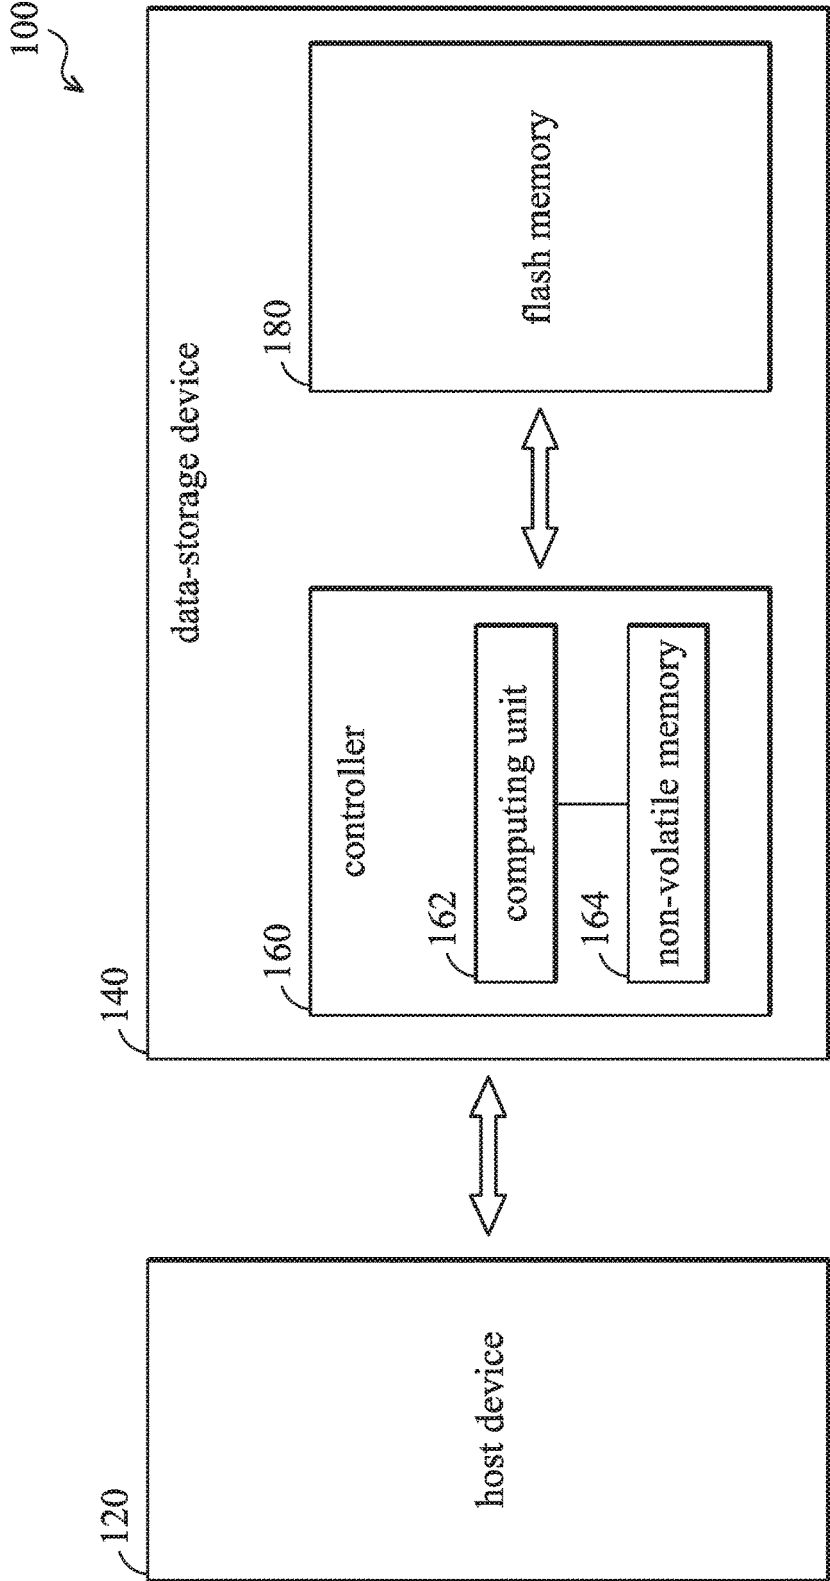 100
120
host device
140
data-storage device
160
controller
162
computing unit
164
non-volatile memory
180
flash memory